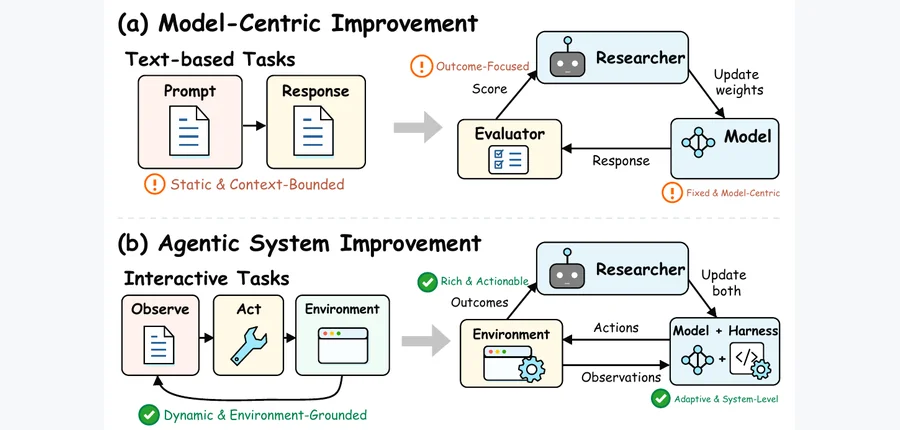 (a) Model-Centric Improvement
Text-based Tasks
Prompt
Response
! Static & Context-Bounded
! Outcome-Focused
Score
Researcher
Update
weights
Evaluator
Response
Model
! Fixed & Model-Centric
(b) Agentic System Improvement
Interactive Tasks
Observe
Act
Environment
Dynamic & Environment-Grounded
Rich & Actionable
Outcomes
Researcher
Update
both
Environment
Actions
Observations
Model + Harness
+ </>
Adaptive & System-Level